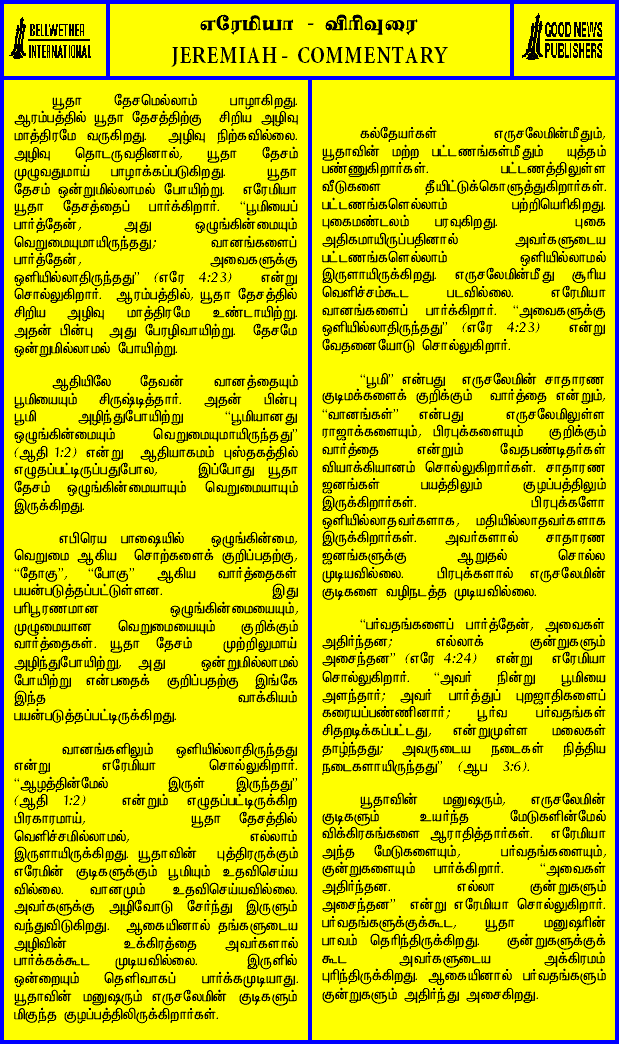 BELLWETHER
INTERNATIONAL
எரேமியா - விரிவுரை
JEREMIAH - COMMENTARY
GOOD NEWS
PUBLISHERS
யூதா தேசமெல்லாம் பாழாகிறது.
ஆரம்பத்தில் யூதா தேசத்திற்கு சிறிய அழிவு
மாத்திரமே வருகிறது. அழிவு நிற்கவில்லை.
அழிவு தொடருவதினால், யூதா தேசம்
முழுவதுமாய் பாழாக்கப்படுகிறது. யூதா
தேசம் ஒன்றுமில்லாமல் போயிற்று. எரேமியா
யூதா தேசத்தைப் பார்க்கிறார். “பூமியைப்
பார்த்தேன், அது ஒழுங்கின்மையும்
வெறுமையுமாயிருந்தது; வானங்களைப்
பார்த்தேன், அவைகளுக்கு
ஒளியில்லாதிருந்தது” (எரே 4:23) என்று
சொல்லுகிறார். ஆரம்பத்தில், யூதா தேசத்தில்
சிறிய அழிவு மாத்திரமே உண்டாயிற்று.
அதன் பின்பு அது பேரழிவாயிற்று. தேசமே
ஒன்றுமில்லாமல் போயிற்று.
ஆதியிலே தேவன் வானத்தையும்
பூமியையும் சிருஷ்டித்தார். அதன் பின்பு
பூமி அழிந்துபோயிற்று “பூமியானது
ஒழுங்கின்மையும் வெறுமையுமாயிருந்தது”
(ஆதி 1:2) என்று ஆதியாகமம் புஸ்தகத்தில்
எழுதப்பட்டிருப்பதுபோல, இப்போது யூதா
தேசம் ஒழுங்கின்மையாயும் வெறுமையாயும்
இருக்கிறது.
எபிரெய பாஷையில் ஒழுங்கின்மை,
வெறுமை ஆகிய சொற்களைக் குறிப்பதற்கு,
“தோகு”, “போகு” ஆகிய வார்த்தைகள்
பயன்படுத்தப்பட்டுள்ளன. இது
பரிபூரணமான ஒழுங்கின்மையையும்,
முழுமையான வெறுமையையும் குறிக்கும்
வார்த்தைகள். யூதா தேசம் முற்றிலுமாய்
அழிந்துபோயிற்று, அது ஒன்றுமில்லாமல்
போயிற்று என்பதைக் குறிப்பதற்கு இங்கே
இந்த வாக்கியம்
பயன்படுத்தப்பட்டிருக்கிறது.
வானங்களிலும் ஒளியில்லாதிருந்தது
என்று எரேமியா சொல்லுகிறார்.
“ஆழத்தின்மேல் இருள் இருந்தது”
(ஆதி 1:2) என்றும் எழுதப்பட்டிருக்கிற
பிரகாரமாய், யூதா தேசத்தில்
வெளிச்சமில்லாமல், எல்லாம்
இருளாயிருக்கிறது. யூதாவின் புத்திரருக்கும்
எரேமின் குடிகளுக்கும் பூமியும் உதவிசெய்ய
வில்லை. வானமும் உதவிசெய்யவில்லை.
அவர்களுக்கு அழிவோடு சேர்ந்து இருளும்
வந்துவிடுகிறது. ஆகையினால் தங்களுடைய
அழிவின் உக்கிரத்தை அவர்களால்
பார்க்கக்கூட முடியவில்லை. இருளில்
ஒன்றையும் தெளிவாகப் பார்க்கமுடியாது.
யூதாவின் மனுஷரும் எருசலேமின் குடிகளும்
மிகுந்த குழப்பத்திலிருக்கிறார்கள்.
கல்தேயர்கள் எருசலேமின்மீதும்,
யூதாவின் மற்ற பட்டணங்கள்மீதும் யுத்தம்
பண்ணுகிறார்கள். பட்டணத்திலுள்ள
வீடுகளை தீயிட்டுக்கொளுத்துகிறார்கள்.
பட்டணங்களெல்லாம் பற்றியெரிகிறது.
புகைமண்டலம் பரவுகிறது. புகை
அதிகமாயிருப்பதினால் அவர்களுடைய
பட்டணங்களெல்லாம் ஒளியில்லாமல்
இருளாயிருக்கிறது. எருசலேமின்மீது சூரிய
வெளிச்சம்கூட படவில்லை. எரேமியா
வானங்களைப் பார்க்கிறார். “அவைகளுக்கு
ஒளியில்லாதிருந்தது” (எரே 4:23) என்று
வேதனையோடு சொல்லுகிறார்.
“பூமி” என்பது எருசலேமின் சாதாரண
குடிமக்களைக் குறிக்கும் வார்த்தை என்றும்,
“வானங்கள்” என்பது எருசலேமிலுள்ள
ராஜாக்களையும், பிரபுக்களையும் குறிக்கும்
வார்த்தை என்றும் வேதபண்டிதர்கள்
வியாக்கியானம் சொல்லுகிறார்கள். சாதாரண
ஜனங்கள் பயத்திலும் குழப்பத்திலும்
இருக்கிறார்கள். பிரபுக்களோ
ஒளியில்லாதவர்களாக, மதியில்லாதவர்களாக
இருக்கிறார்கள். அவர்களால் சாதாரண
ஜனங்களுக்கு ஆறுதல் சொல்ல
முடியவில்லை. பிரபுக்களால் எருசலேமின்
குடிகளை வழிநடத்த முடியவில்லை.
“பர்வதங்களைப் பார்த்தேன், அவைகள்
அதிர்ந்தன; எல்லாக் குன்றுகளும்
அசைந்தன” (எரே 4:24) என்று எரேமியா
சொல்லுகிறார். “அவர் நின்று பூமியை
அளந்தார்; அவர் பார்த்துப் புறஜாதிகளைப்
கரையப்பண்ணினார்; பூர்வ பர்வதங்கள்
சிதறடிக்கப்பட்டது, என்றுமுள்ள மலைகள்
தாழ்ந்தது; அவருடைய நடைகள் நித்திய
நடைகளாயிருந்தது” (ஆப 3:6).
யூதாவின் மனுஷரும், எருசலேமின்
குடிகளும் உயர்ந்த மேடுகளின்மேல்
விக்கிரகங்களை ஆராதித்தார்கள். எரேமியா
அந்த மேடுகளையும், பர்வதங்களையும்,
குன்றுகளையும் பார்க்கிறார். “அவைகள்
அதிர்ந்தன. எல்லா குன்றுகளும்
அசைந்தன” என்று எரேமியா சொல்லுகிறார்.
பர்வதங்களுக்குக்கூட, யூதா மனுஷரின்
பாவம் தெரிந்திருக்கிறது. குன்றுகளுக்குக்
கூட அவர்களுடைய அக்கிரமம்
புரிந்திருக்கிறது. ஆகையினால் பர்வதங்களும்
குன்றுகளும் அதிர்ந்து அசைகிறது.